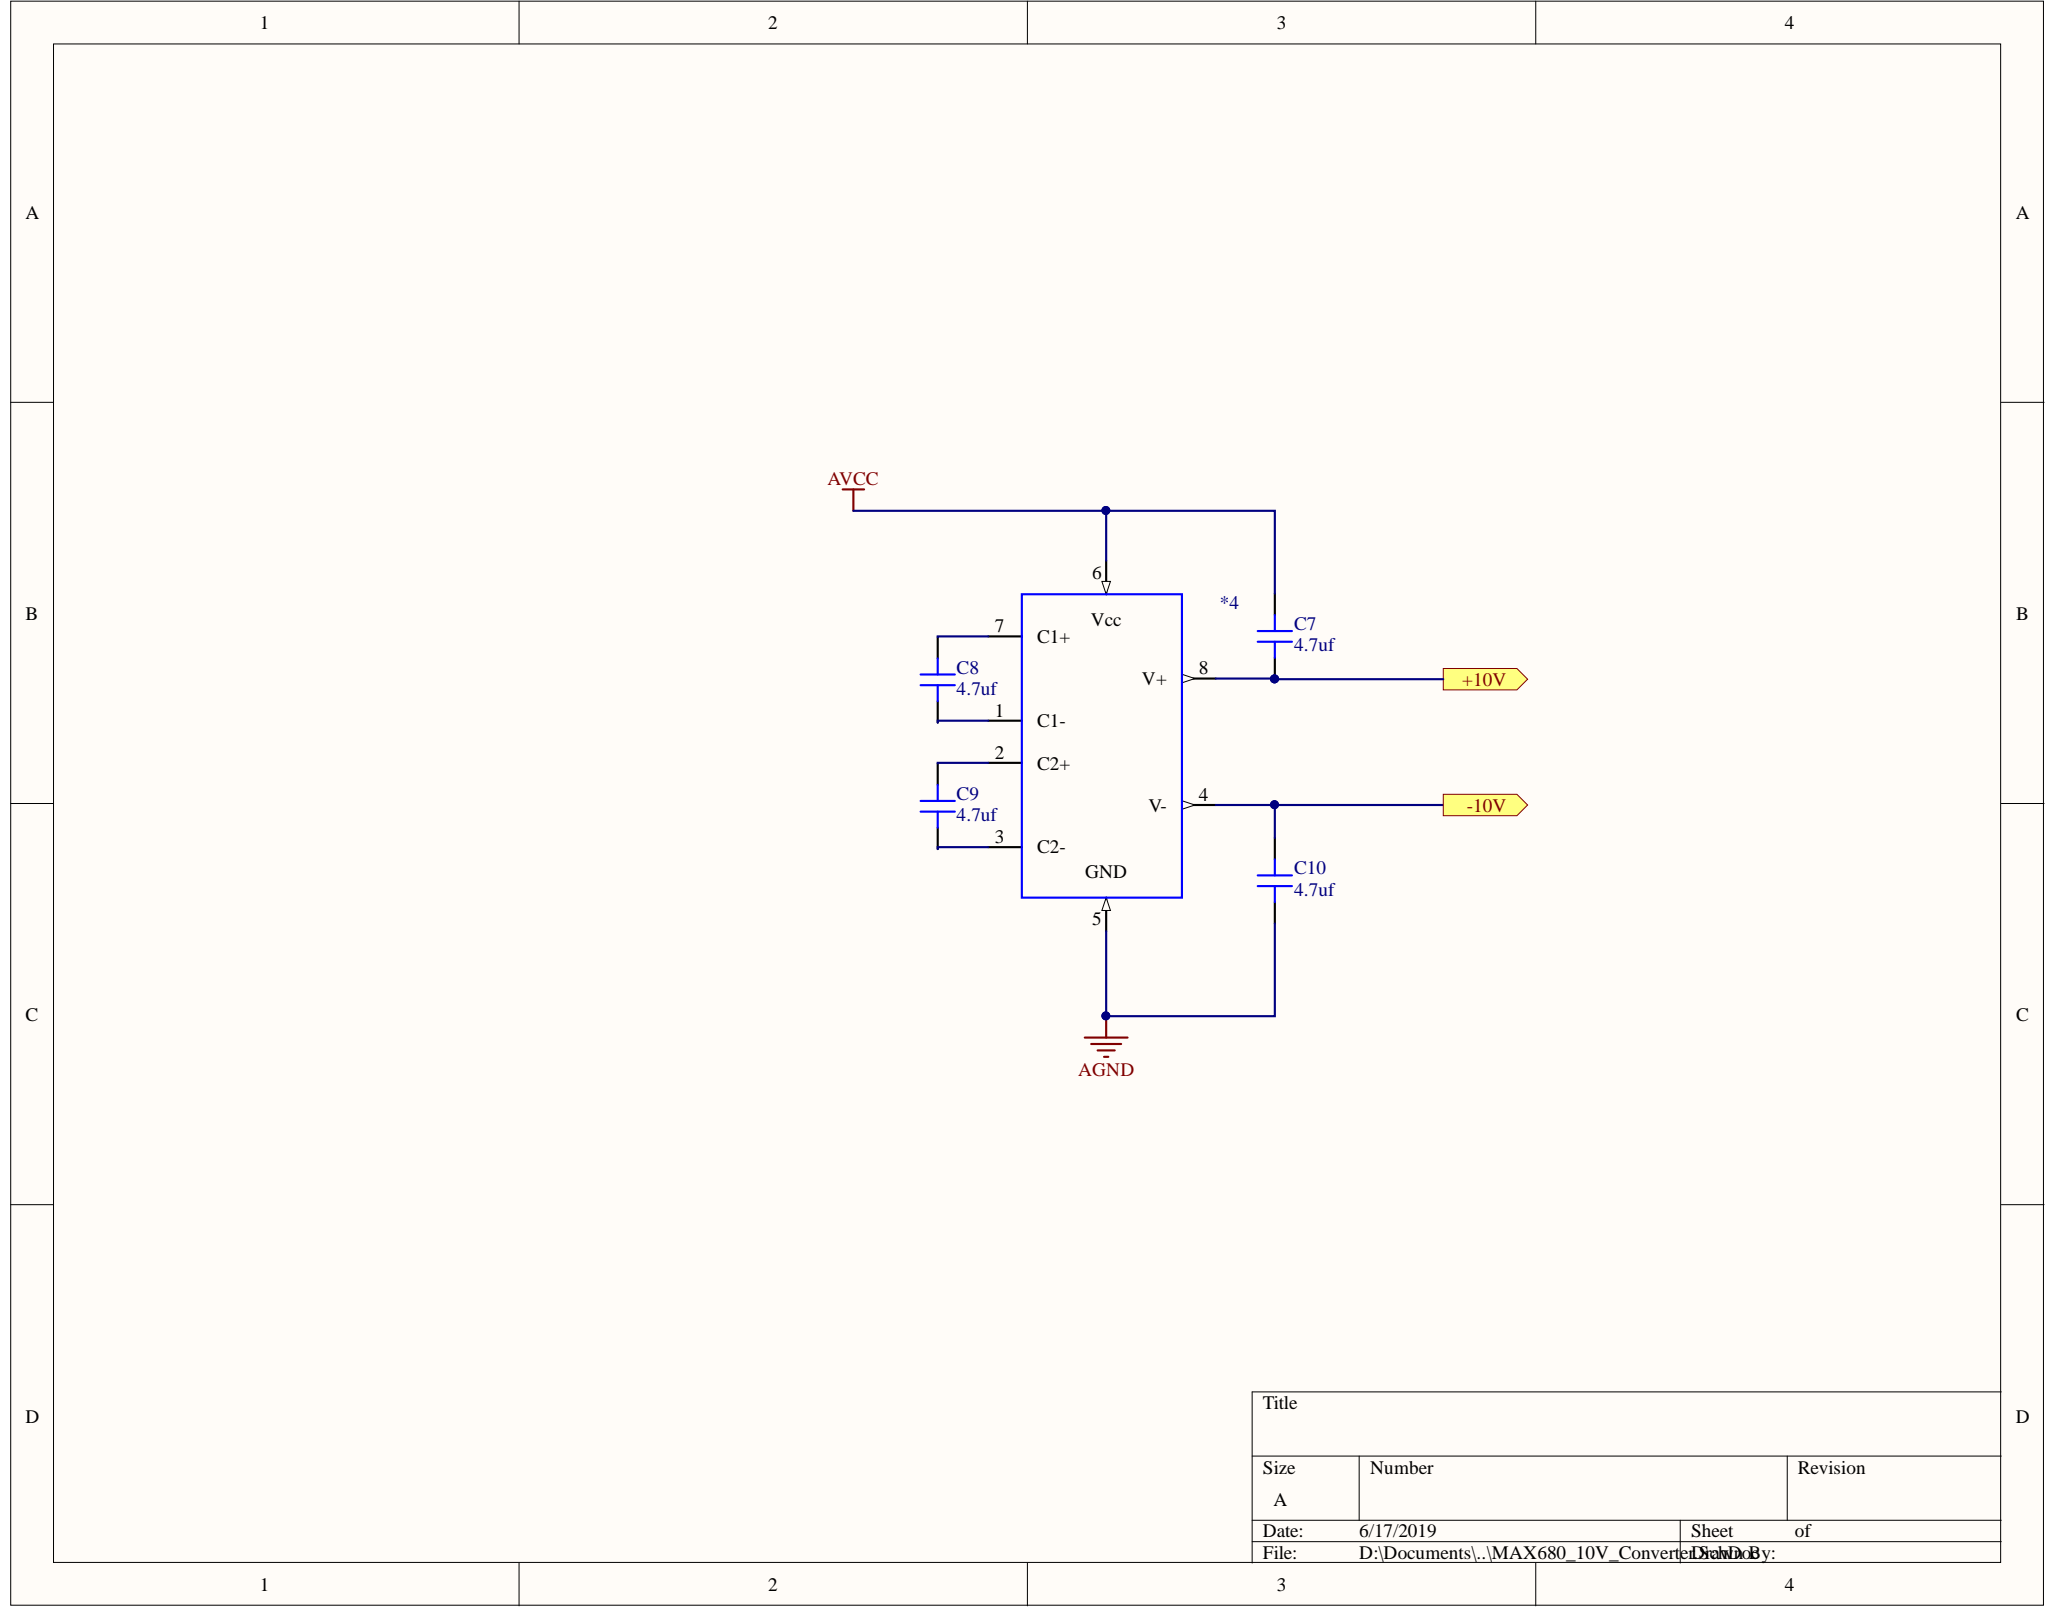 1 2 3 4
A A
AVCC
6
B *4 B
Vcc
7 C1+ C7
4.7uf
C8
4.7uf
V+ 8 +10V
1 C1-
2 C2+
C9
4.7uf
V- 4 -10V
3 C2-
GND C10
4.7uf
5
C C
AGND
Title
D D
Size Number Revision
A
Date: 6/17/2019 Sheet of
File: D:\Documents\..\MAX680_10V_Converter.SchDoc Drawn By:
1 2 3 4